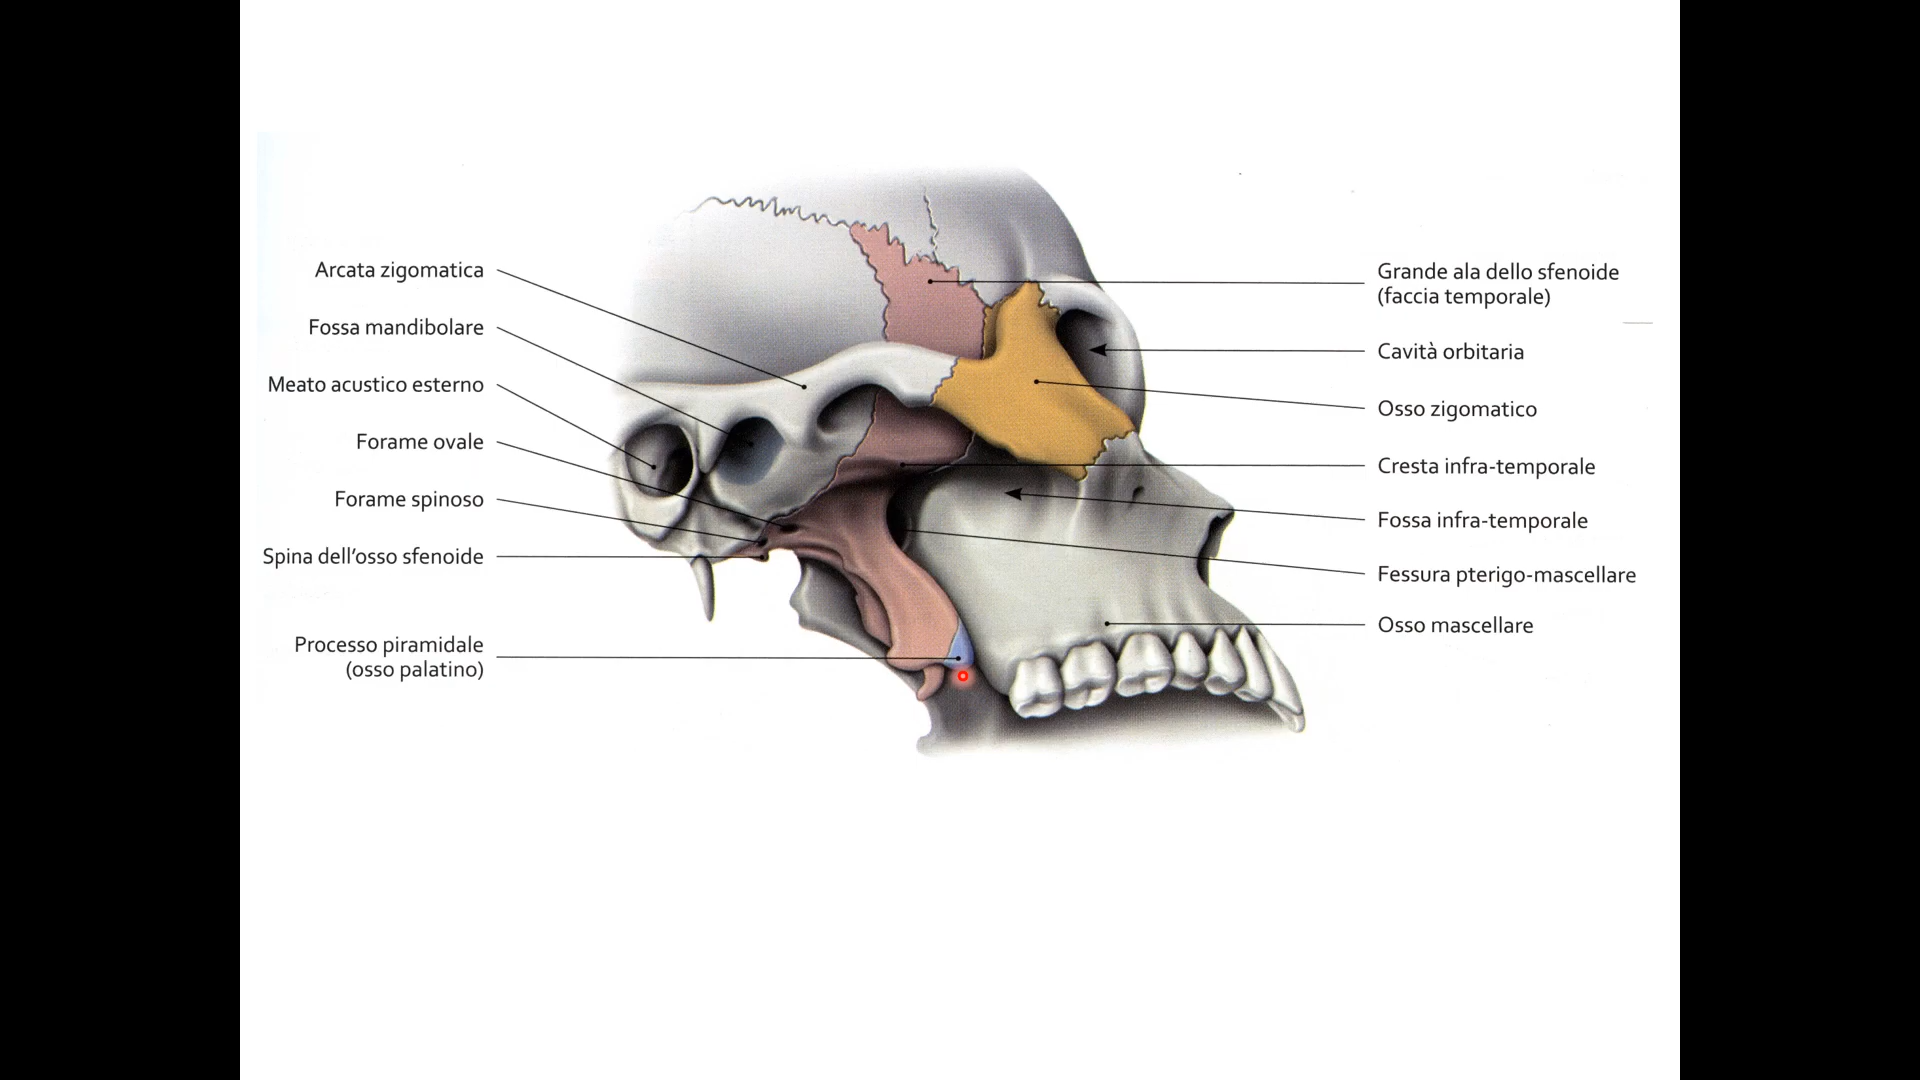 Arcata zigomatica
Fossa mandibolare
Meato acustico esterno
Forame ovale
Forame spinoso
Spina dell'osso sfenoide
Processo piramidale
(osso palatino)
Grande ala dello sfenoide
(faccia temporale)
Cavità orbitaria
Osso zigomatico
Cresta infra-temporale
Fossa infra-temporale
Fessura pterigo-mascellare
Osso mascellare